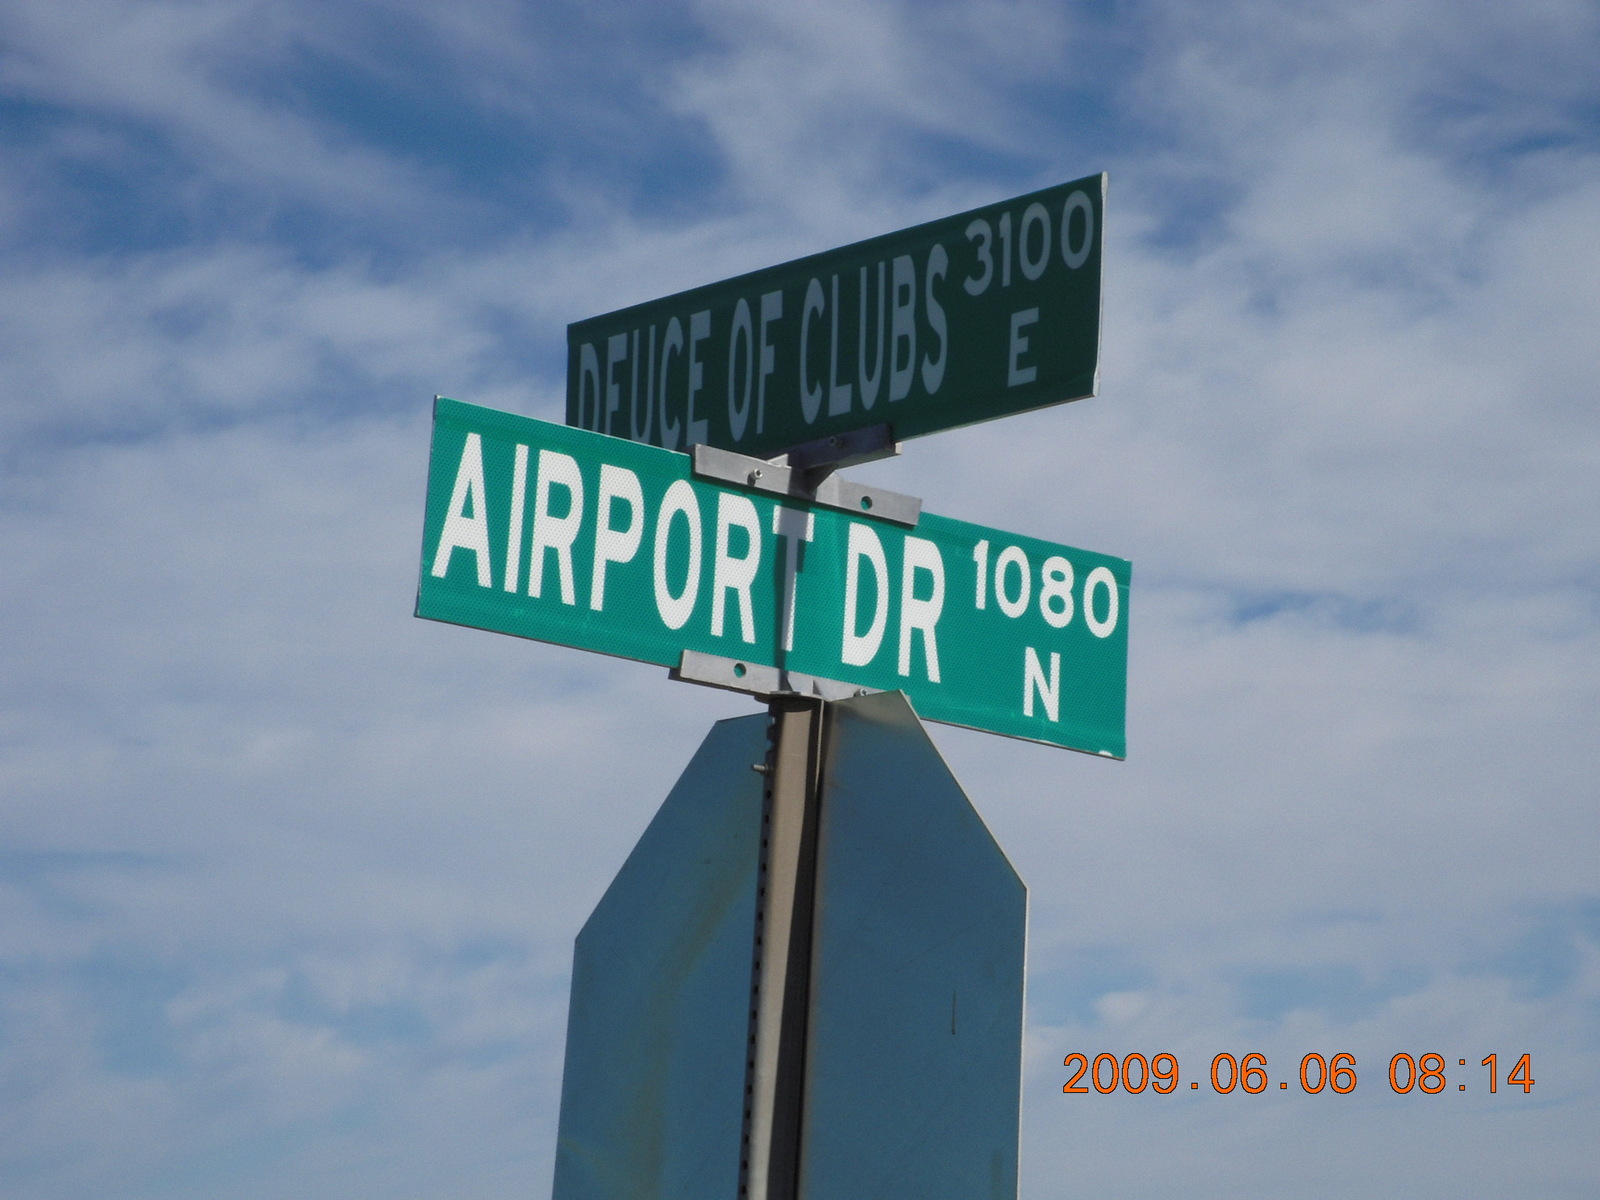 DEUCE OF CLUBS 3100
E
AIRPORT DR 1080
N
2009.06.06 08:14